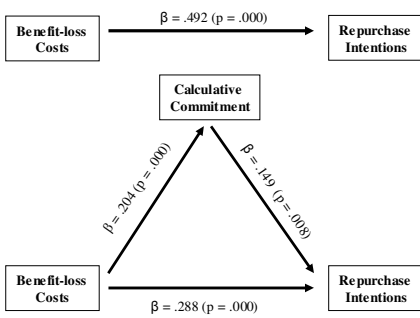 β = .492 (p = .000)
Benefit-loss
Costs
Repurchase
Intentions
Calculative
Commitment
β = .204 (p = .000)
β = .149 (p = .008)
Benefit-loss
Costs
Repurchase
Intentions
β = .288 (p = .000)